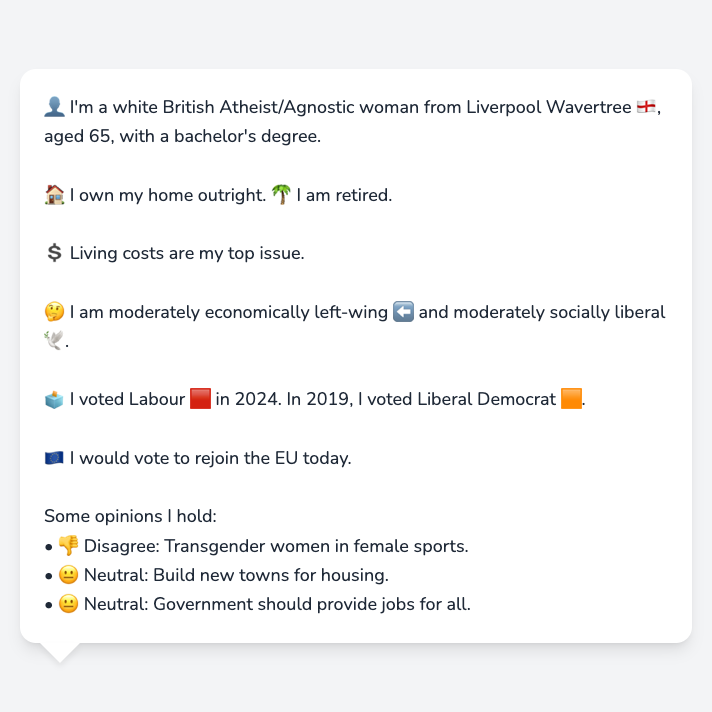 👤 I'm a white British Atheist/Agnostic woman from Liverpool Wavertree 🏴󠁧󠁢󠁥󠁮󠁧󠁿,
aged 65, with a bachelor's degree.
🏠 I own my home outright. 🌴 I am retired.
💲 Living costs are my top issue.
🤔 I am moderately economically left-wing ⬅️ and moderately socially liberal
🕊️.
🗳️ I voted Labour 🟥 in 2024. In 2019, I voted Liberal Democrat 🟧.
🇪🇺 I would vote to rejoin the EU today.
Some opinions I hold:
• 👎 Disagree: Transgender women in female sports.
• 😐 Neutral: Build new towns for housing.
• 😐 Neutral: Government should provide jobs for all.